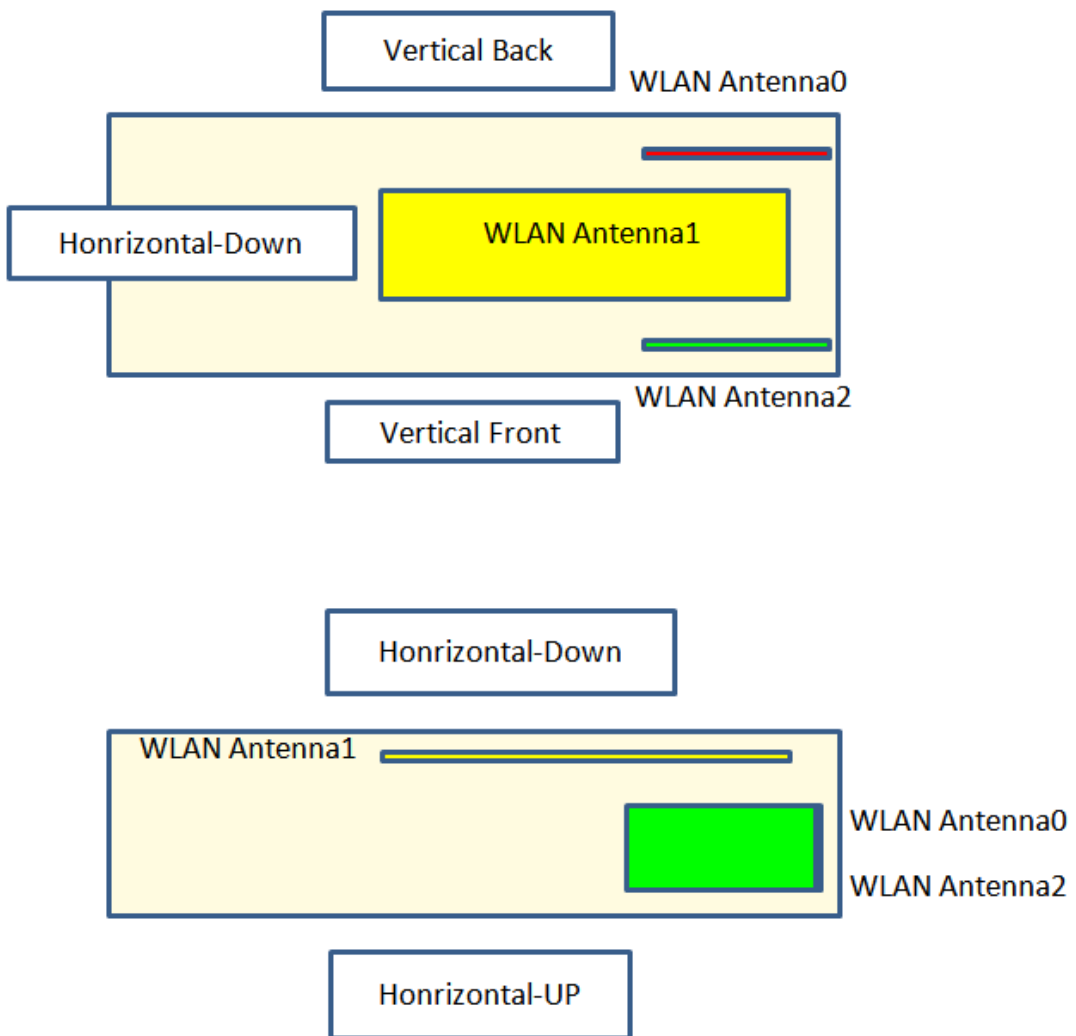 Vertical Back
WLAN Antenna0
Honrizontal-Down
WLAN Antenna1
WLAN Antenna2
Vertical Front
Honrizontal-Down
WLAN Antenna1
WLAN Antenna0
WLAN Antenna2
Honrizontal-UP